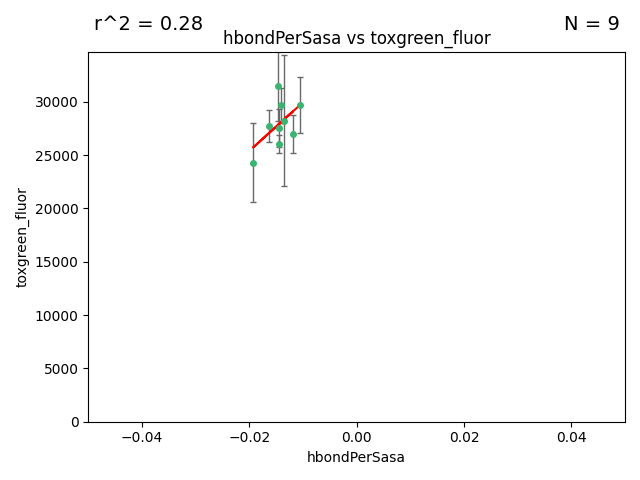 r^2 = 0.28
N = 9
hbondPerSasa vs toxgreen_fluor
toxgreen_fluor
30000
25000
20000
15000
10000
5000
0
−0.04
−0.02
0.00
0.02
0.04
hbondPerSasa